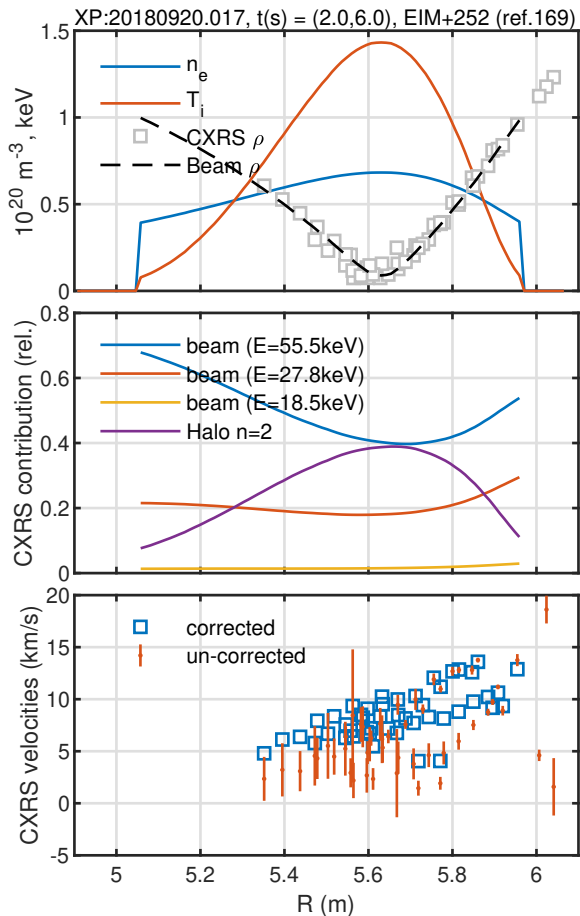 XP:20180920.017, t(s) = (2.0,6.0), EIM+252 (ref.169)
1.5
1
0.5
0
10^20 m^-3, keV
n_e
T_i
CXRS ρ
Beam ρ
0.8
0.6
0.4
0.2
0
CXRS contribution (rel.)
beam (E=55.5keV)
beam (E=27.8keV)
beam (E=18.5keV)
Halo n=2
20
15
10
5
0
-5
CXRS velocities (km/s)
corrected
un-corrected
5 5.2 5.4 5.6 5.8 6
R (m)